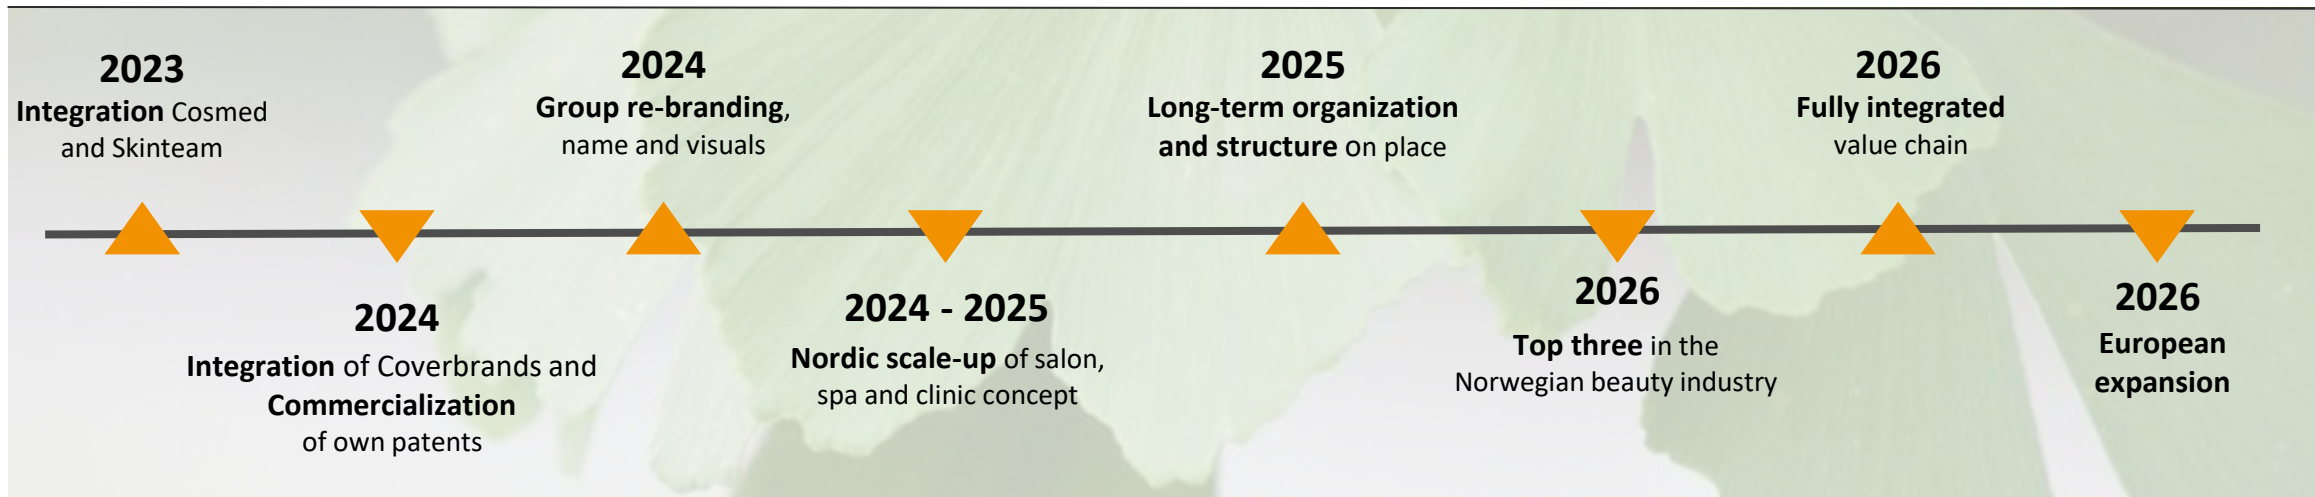 2023
Integration Cosmed
and Skinteam
2024
Integration of Coverbrands and
Commercialization
of own patents
2024
Group re-branding,
name and visuals
2024 - 2025
Nordic scale-up of salon,
spa and clinic concept
2025
Long-term organization
and structure on place
2026
Top three in the
Norwegian beauty industry
2026
Fully integrated
value chain
2026
European
expansion